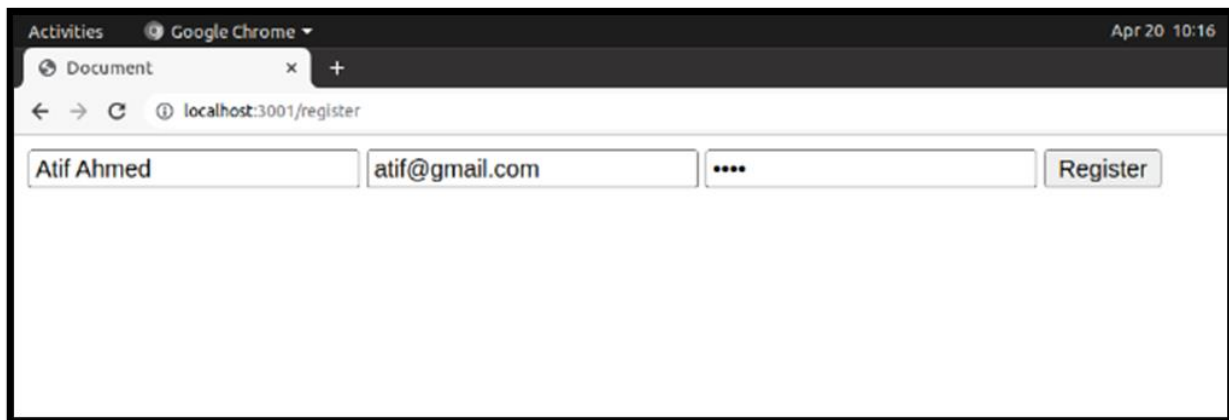 Activities Google Chrome Apr 20 10:16
Document
localhost:3001/register
Atif Ahmed atif@gmail.com •••• Register